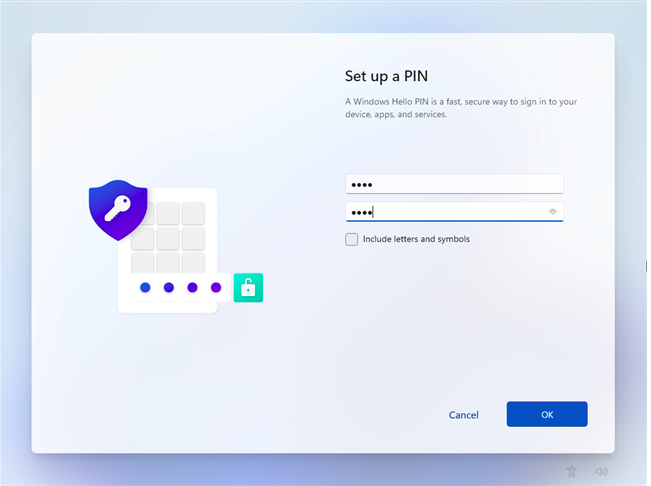 Set up a PIN
A Windows Hello PIN is a fast, secure way to sign in to your
device, apps, and services.
••••
••••
Include letters and symbols
Cancel
OK